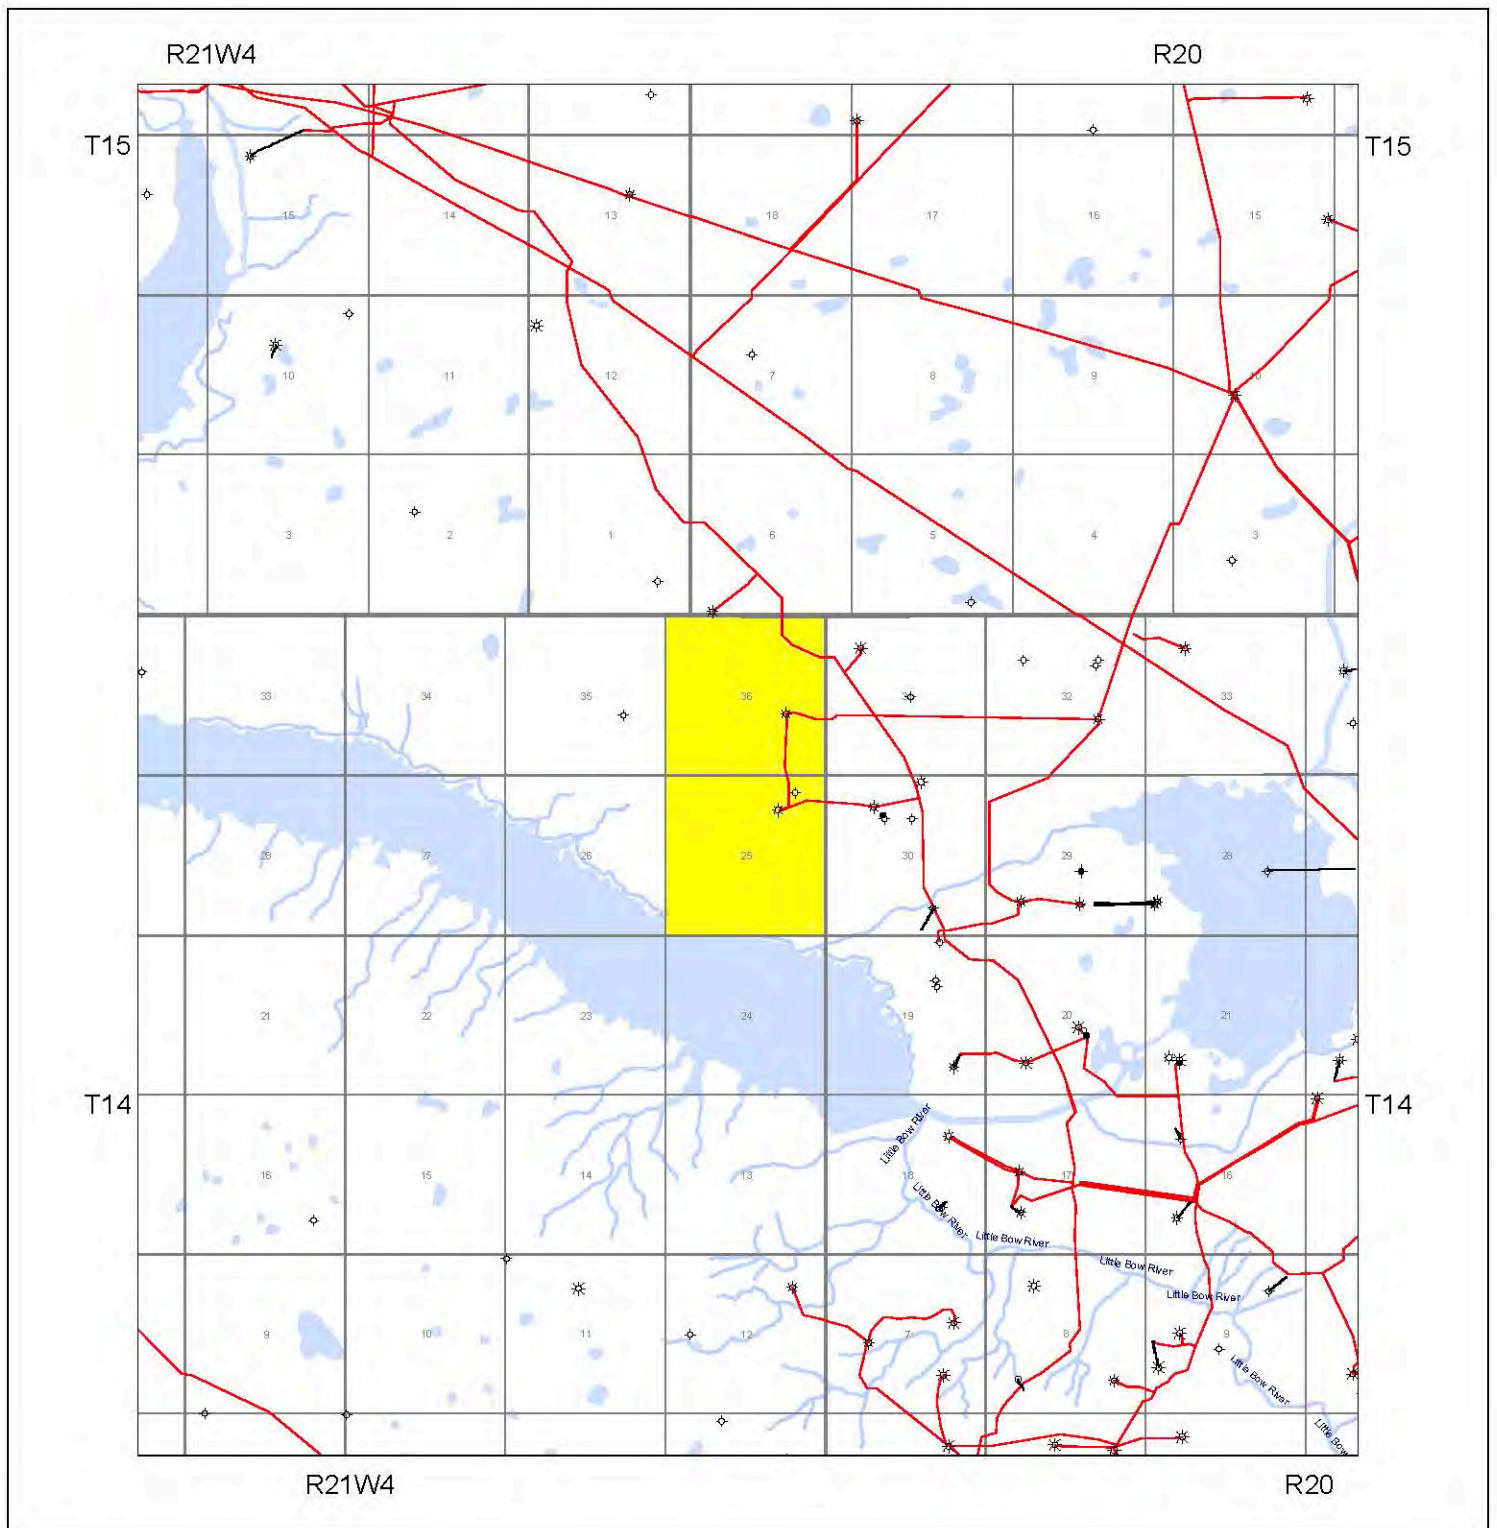 R21W4 R20
T15 T15
15 14 13 18 17 16 15
10 11 12 7 8 9 10
3 2 1 6 5 4 3
33 34 35 36 32 33
28 27 26 25 30 29 28
21 22 23 24 19 20 21
T14 T14
Little Bow River
16 15 14 13 18 17 16
Little Bow River
Little Bow River
Little Bow River
Little Bow River
9 10 11 12 7 8 9
Little Bow River
Little Bow
R21W4 R20